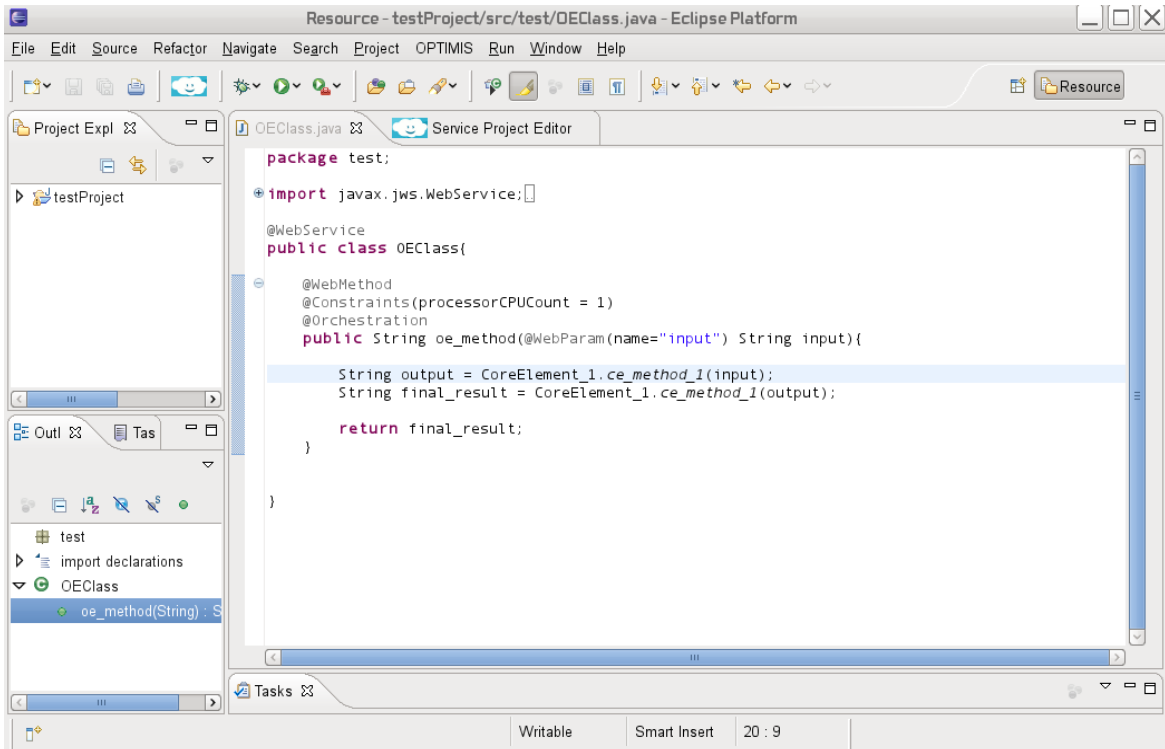 Resource - testProject/src/test/OEClass.java - Eclipse Platform
File Edit Source Refactor Navigate Search Project OPTIMIS Run Window Help
Resource
Project Expl
testProject
OEClass.java Service Project Editor
package test;
import javax.jws.WebService;
@WebService
public class OEClass{
@WebMethod
@Constraints(processorCPUCount = 1)
@Orchestration
public String oe_method(@WebParam(name="input") String input){
String output = CoreElement_1.ce_method_1(input);
String final_result = CoreElement_1.ce_method_1(output);
return final_result;
}
}
Outl Tas
test
import declarations
OEClass
oe_method(String) : S
Tasks
Writable Smart Insert 20 : 9